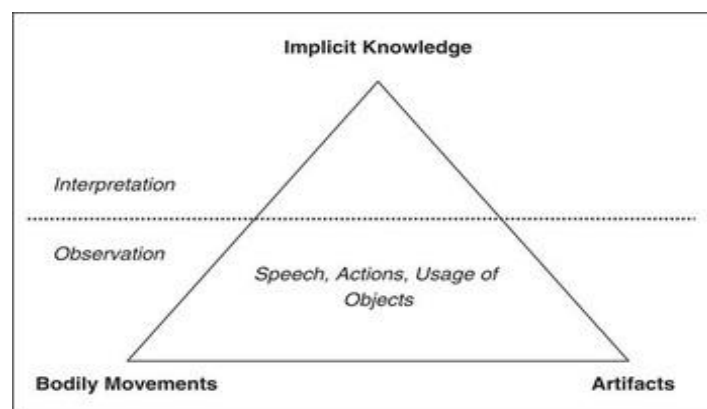 Implicit Knowledge
Interpretation
Observation
Speech, Actions, Usage of
Objects
Bodily Movements
Artifacts